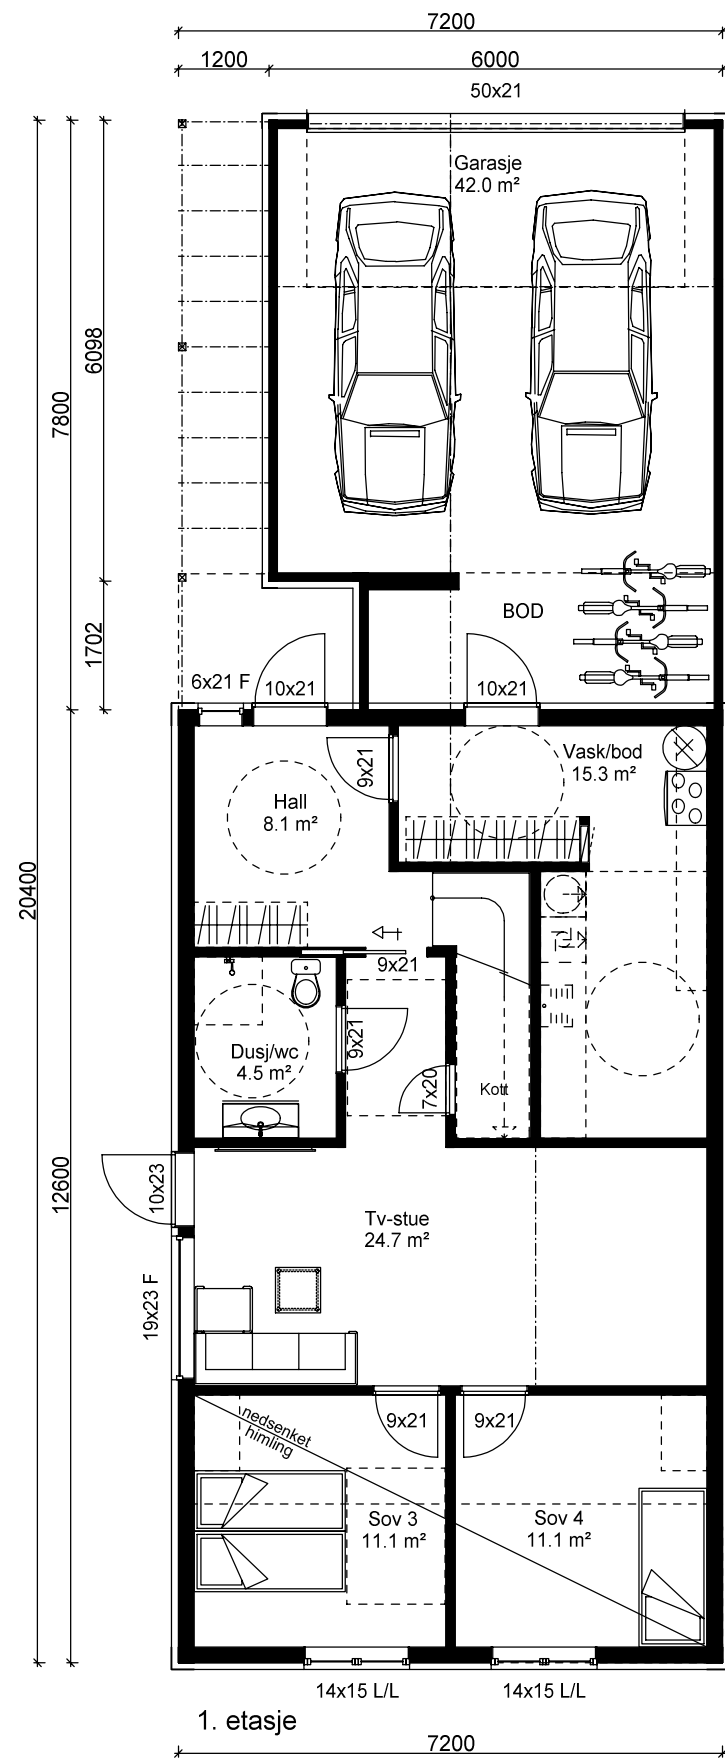 7200
1200
6000
50x21
Garasje
42.0 m²
6098
7800
1702
BOD
6x21 F
10x21
10x21
9x21
Vask/bod
15.3 m²
Hall
8.1 m²
20400
9x21
9x21
Dusj/wc
4.5 m²
7x20
Kott
12600
10x23
Tv-stue
24.7 m²
19x23 F
9x21
9x21
nedsenket
himling
Sov 3
11.1 m²
Sov 4
11.1 m²
14x15 L/L
14x15 L/L
1. etasje
7200